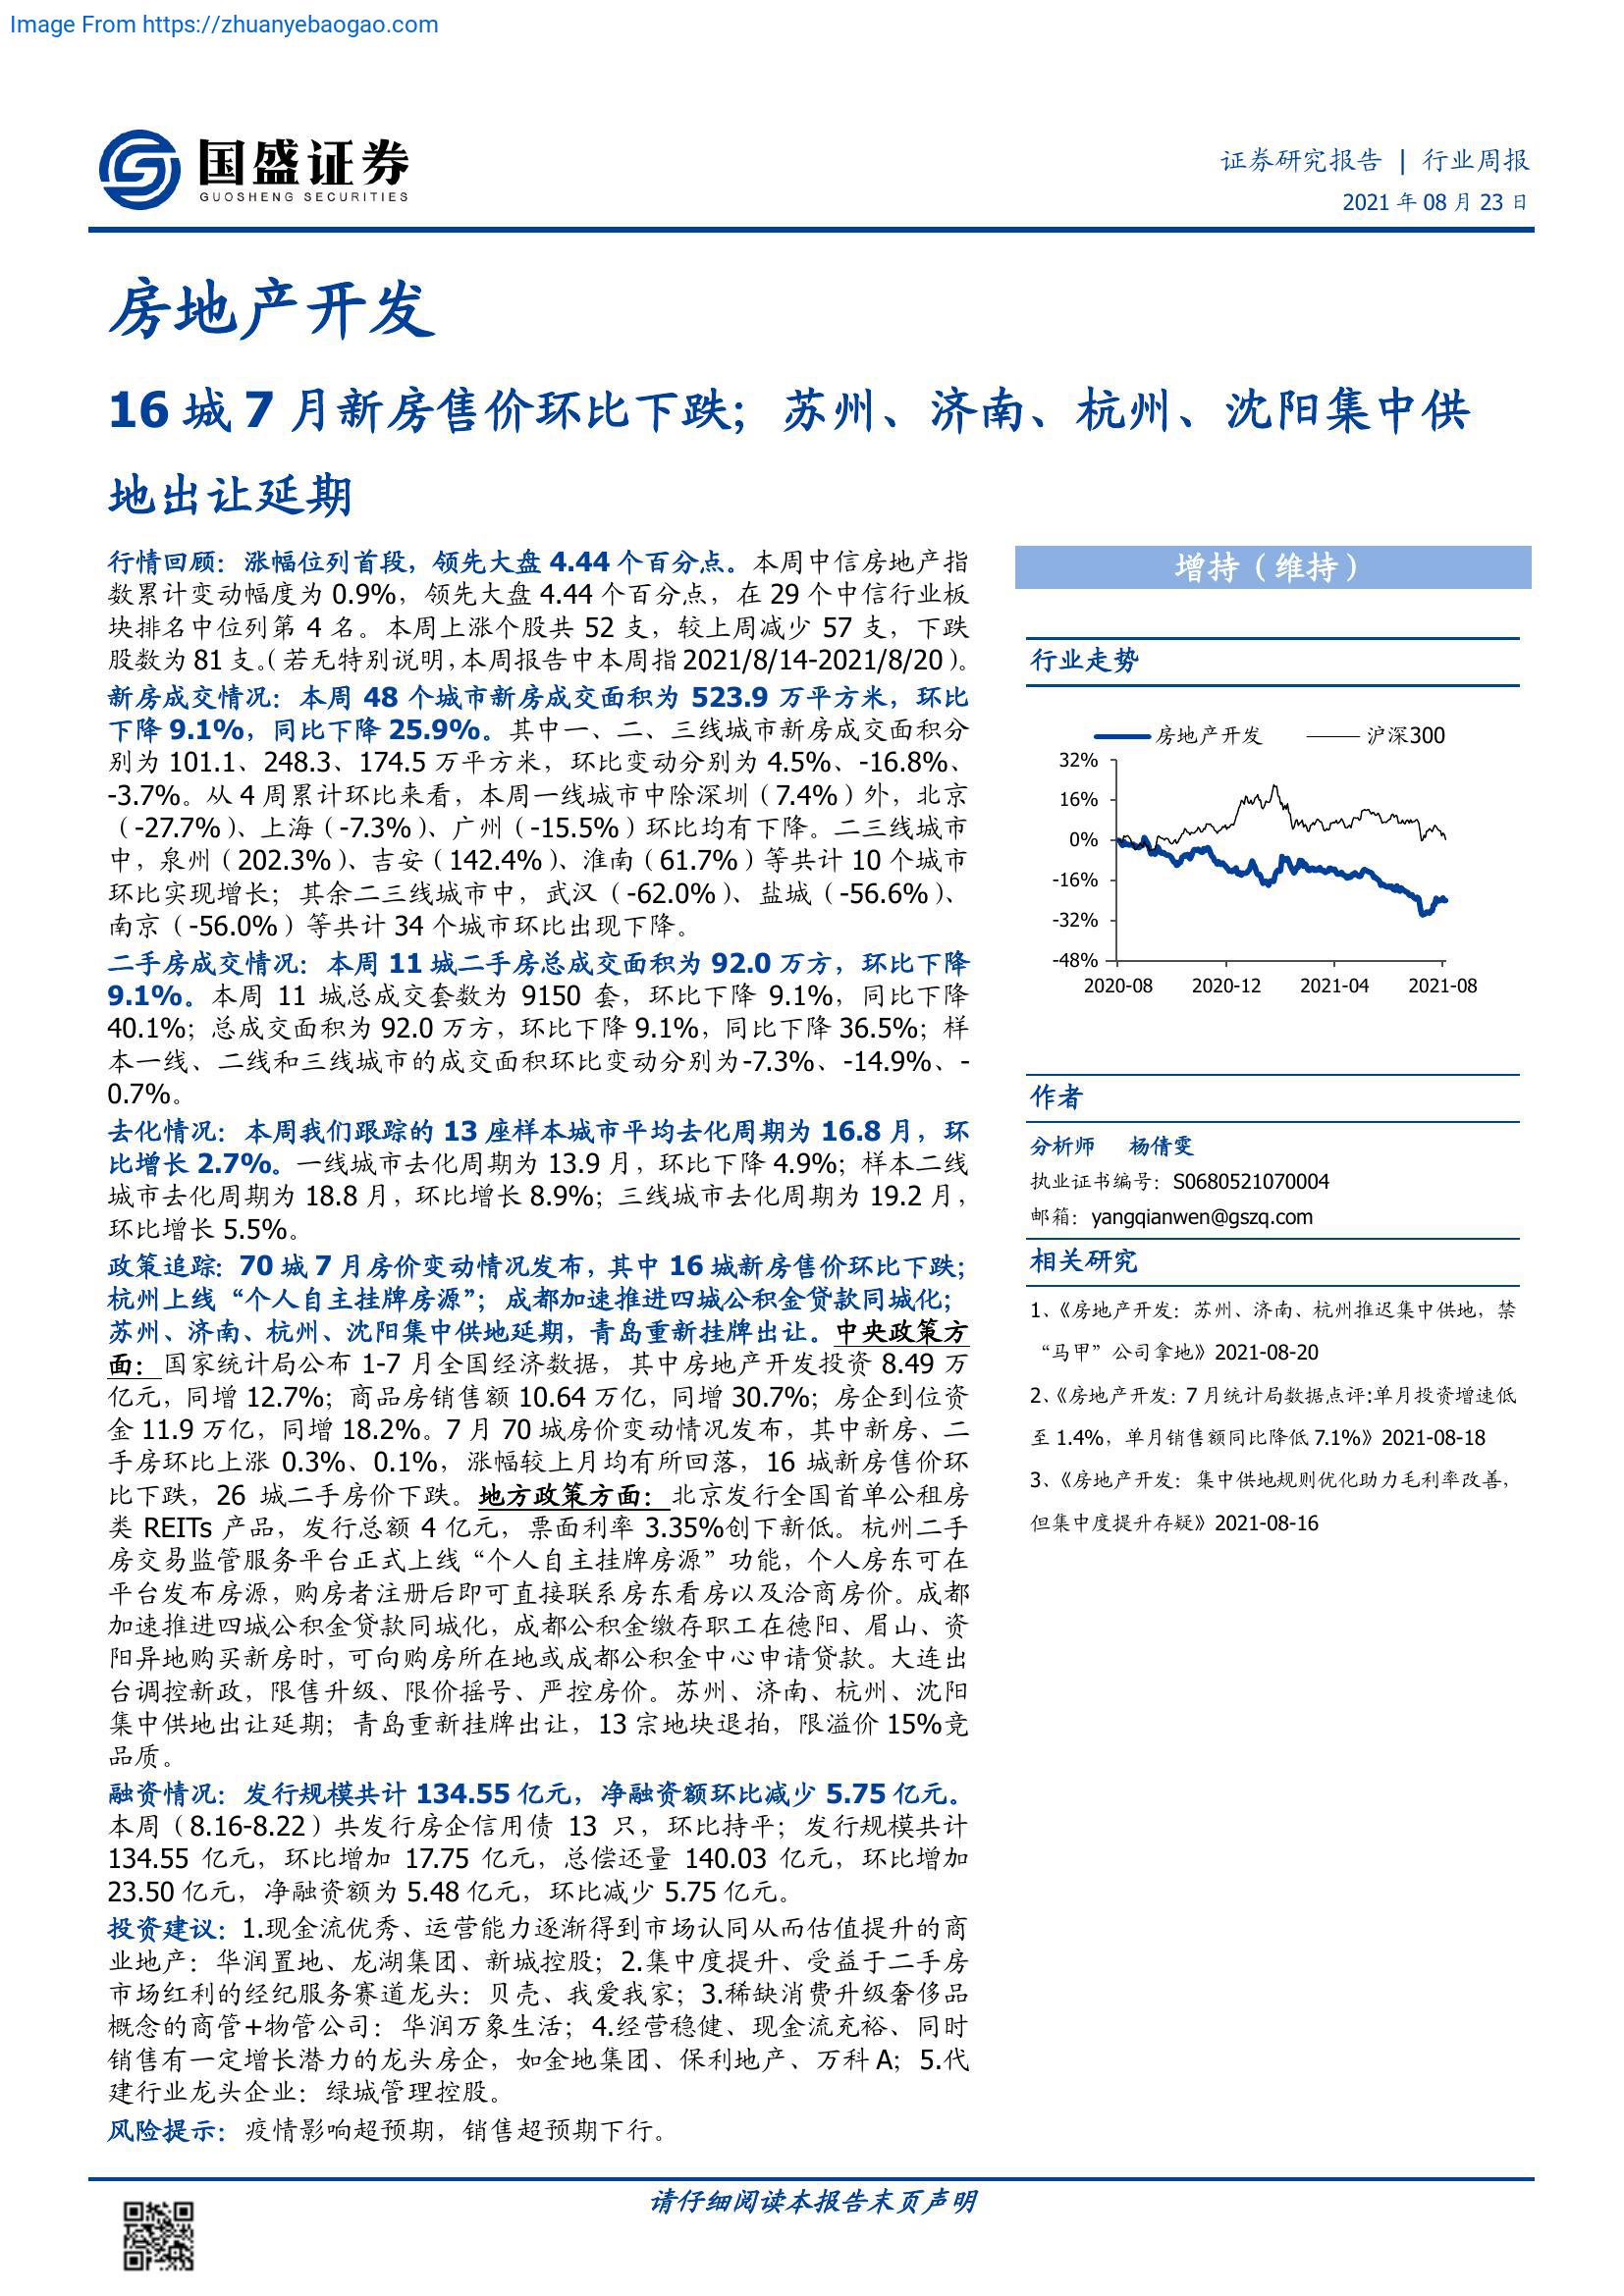 Image From https://zhuanyebaogao.com
国盛证券
GUOSHENG SECURITIES
证券研究报告 | 行业周报
2021 年 08 月 23 日
房地产开发
16 城 7 月新房售价环比下跌；苏州、济南、杭州、沈阳集中供
地出让延期
行情回顾：涨幅位列首段，领先大盘 4.44 个百分点。本周中信房地产指
数累计变动幅度为 0.9%，领先大盘 4.44 个百分点，在 29 个中信行业板
块排名中位列第 4 名。本周上涨个股共 52 支，较上周减少 57 支，下跌
股数为 81 支。（若无特别说明，本周报告中本周指 2021/8/14-2021/8/20）。
新房成交情况：本周 48 个城市新房成交面积为 523.9 万平方米，环比
下降 9.1%，同比下降 25.9%。其中一、二、三线城市新房成交面积分
别为 101.1、248.3、174.5 万平方米，环比变动分别为 4.5%、-16.8%、
-3.7%。从 4 周累计环比来看，本周一线城市中除深圳（7.4%）外，北京
（-27.7%）、上海（-7.3%）、广州（-15.5%）环比均有下降。二三线城市
中，泉州（202.3%）、吉安（142.4%）、淮南（61.7%）等共计 10 个城市
环比实现增长；其余二三线城市中，武汉（-62.0%）、盐城（-56.6%）、
南京（-56.0%）等共计 34 个城市环比出现下降。
二手房成交情况：本周 11 城二手房总成交面积为 92.0 万方，环比下降
9.1%。本周 11 城总成交套数为 9150 套，环比下降 9.1%，同比下降
40.1%；总成交面积为 92.0 万方，环比下降 9.1%，同比下降 36.5%；样
本一线、二线和三线城市的成交面积环比变动分别为-7.3%、-14.9%、-
0.7%。
去化情况：本周我们跟踪的 13 座样本城市平均去化周期为 16.8 月，环
比增长 2.7%。一线城市去化周期为 13.9 月，环比下降 4.9%；样本二线
城市去化周期为 18.8 月，环比增长 8.9%；三线城市去化周期为 19.2 月，
环比增长 5.5%。
政策追踪：70 城 7 月房价变动情况发布，其中 16 城新房售价环比下跌；
杭州上线“个人自主挂牌房源”；成都加速推进四城公积金贷款同城化；
苏州、济南、杭州、沈阳集中供地延期，青岛重新挂牌出让。中央政策方
面：国家统计局公布 1-7 月全国经济数据，其中房地产开发投资 8.49 万
亿元，同增 12.7%；商品房销售额 10.64 万亿，同增 30.7%；房企到位资
金 11.9 万亿，同增 18.2%。7 月 70 城房价变动情况发布，其中新房、二
手房环比上涨 0.3%、0.1%，涨幅较上月均有所回落，16 城新房售价环
比下跌，26 城二手房价下跌。地方政策方面：北京发行全国首单公租房
类 REITs 产品，发行总额 4 亿元，票面利率 3.35%创下新低。杭州二手
房交易监管服务平台正式上线“个人自主挂牌房源”功能，个人房东可在
平台发布房源，购房者注册后即可直接联系房东看房以及洽商房价。成都
加速推进四城公积金贷款同城化，成都公积金缴存职工在德阳、眉山、资
阳异地购买新房时，可向购房所在地或成都公积金中心申请贷款。大连出
台调控新政，限售升级、限价摇号、严控房价。苏州、济南、杭州、沈阳
集中供地出让延期；青岛重新挂牌出让，13 宗地块退拍，限溢价 15%竞
品质。
融资情况：发行规模共计 134.55 亿元，净融资额环比减少 5.75 亿元。
本周（8.16-8.22）共发行房企信用债 13 只，环比持平；发行规模共计
134.55 亿元，环比增加 17.75 亿元，总偿还量 140.03 亿元，环比增加
23.50 亿元，净融资额为 5.48 亿元，环比减少 5.75 亿元。
投资建议：1.现金流优秀、运营能力逐渐得到市场认同从而估值提升的商
业地产：华润置地、龙湖集团、新城控股；2.集中度提升、受益于二手房
市场红利的经纪服务赛道龙头：贝壳、我爱我家；3.稀缺消费升级奢侈品
概念的商管+物管公司：华润万象生活；4.经营稳健、现金流充裕、同时
销售有一定增长潜力的龙头房企，如金地集团、保利地产、万科 A；5.代
建行业龙头企业：绿城管理控股。
风险提示：疫情影响超预期，销售超预期下行。
增持（维持）
行业走势
房地产开发 沪深300
32%
16%
0%
-16%
-32%
-48%
2020-08 2020-12 2021-04 2021-08
作者
分析师 杨倩雯
执业证书编号：S0680521070004
邮箱：yangqianwen@gszq.com
相关研究
1、《房地产开发：苏州、济南、杭州推迟集中供地，禁
“马甲”公司拿地》2021-08-20
2、《房地产开发：7 月统计局数据点评:单月投资增速低
至 1.4%，单月销售额同比降低 7.1%》2021-08-18
3、《房地产开发：集中供地规则优化助力毛利率改善，
但集中度提升存疑》2021-08-16
请仔细阅读本报告末页声明